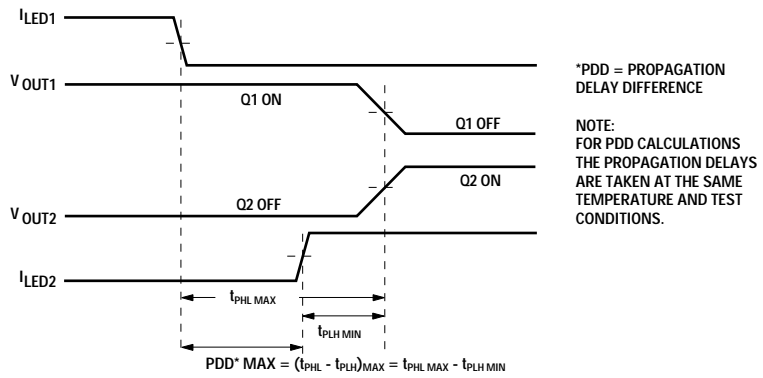 ILED1
VOUT1
Q1 ON
Q1 OFF
Q2 ON
Q2 OFF
VOUT2
ILED2
tPHL MAX
tPLH MIN
PDD* MAX = (tPHL - tPLH)MAX = tPHL MAX - tPLH MIN
*PDD = PROPAGATION
DELAY DIFFERENCE
NOTE:
FOR PDD CALCULATIONS
THE PROPAGATION DELAYS
ARE TAKEN AT THE SAME
TEMPERATURE AND TEST
CONDITIONS.